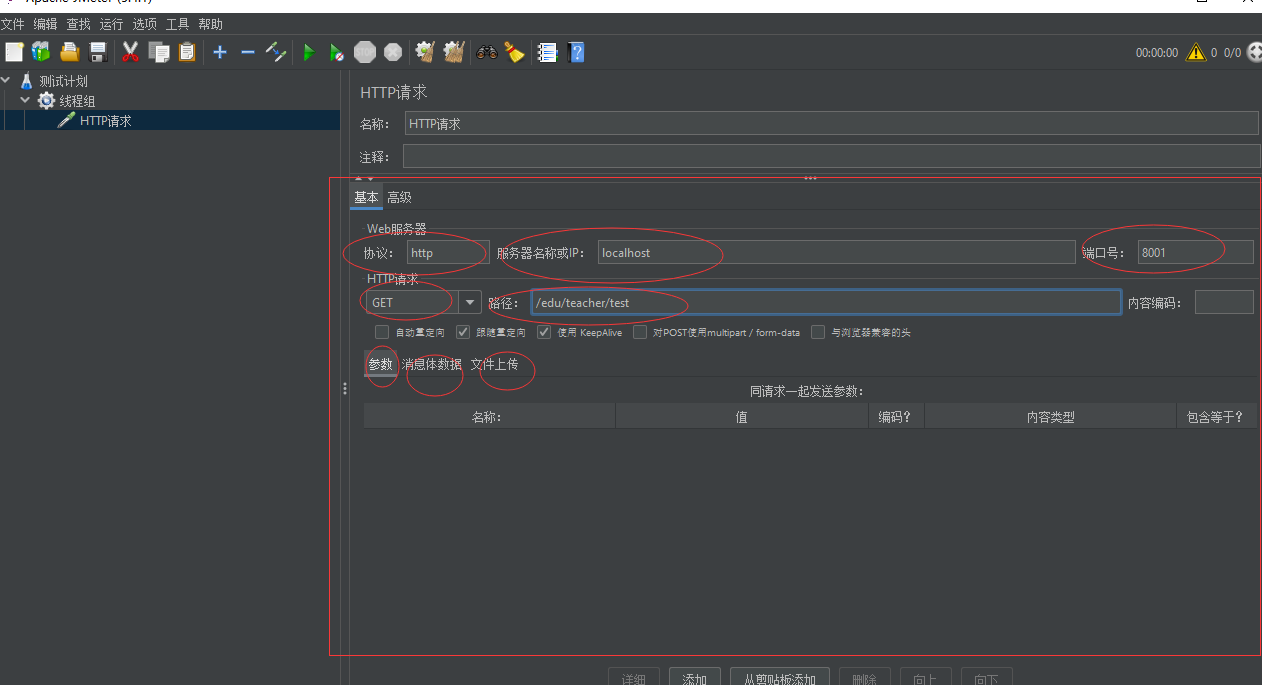 Apache JMeter (5.4.1)
文件 编辑 查找 运行 选项 工具 帮助
00:00:00 0 0/0
测试计划
线程组
HTTP请求
HTTP请求
名称： HTTP请求
注释：
基本 高级
Web服务器
协议： http 服务器名称或IP： localhost 端口号： 8001
HTTP请求
GET 路径： /edu/teacher/test 内容编码：
自动重定向 跟随重定向 使用 KeepAlive 对POST使用multipart / form-data 与浏览器兼容的头
参数 消息体数据 文件上传
同请求一起发送参数：
名称： 值 编码? 内容类型 包含等于?
详细 添加 从剪贴板添加 删除 向上 向下